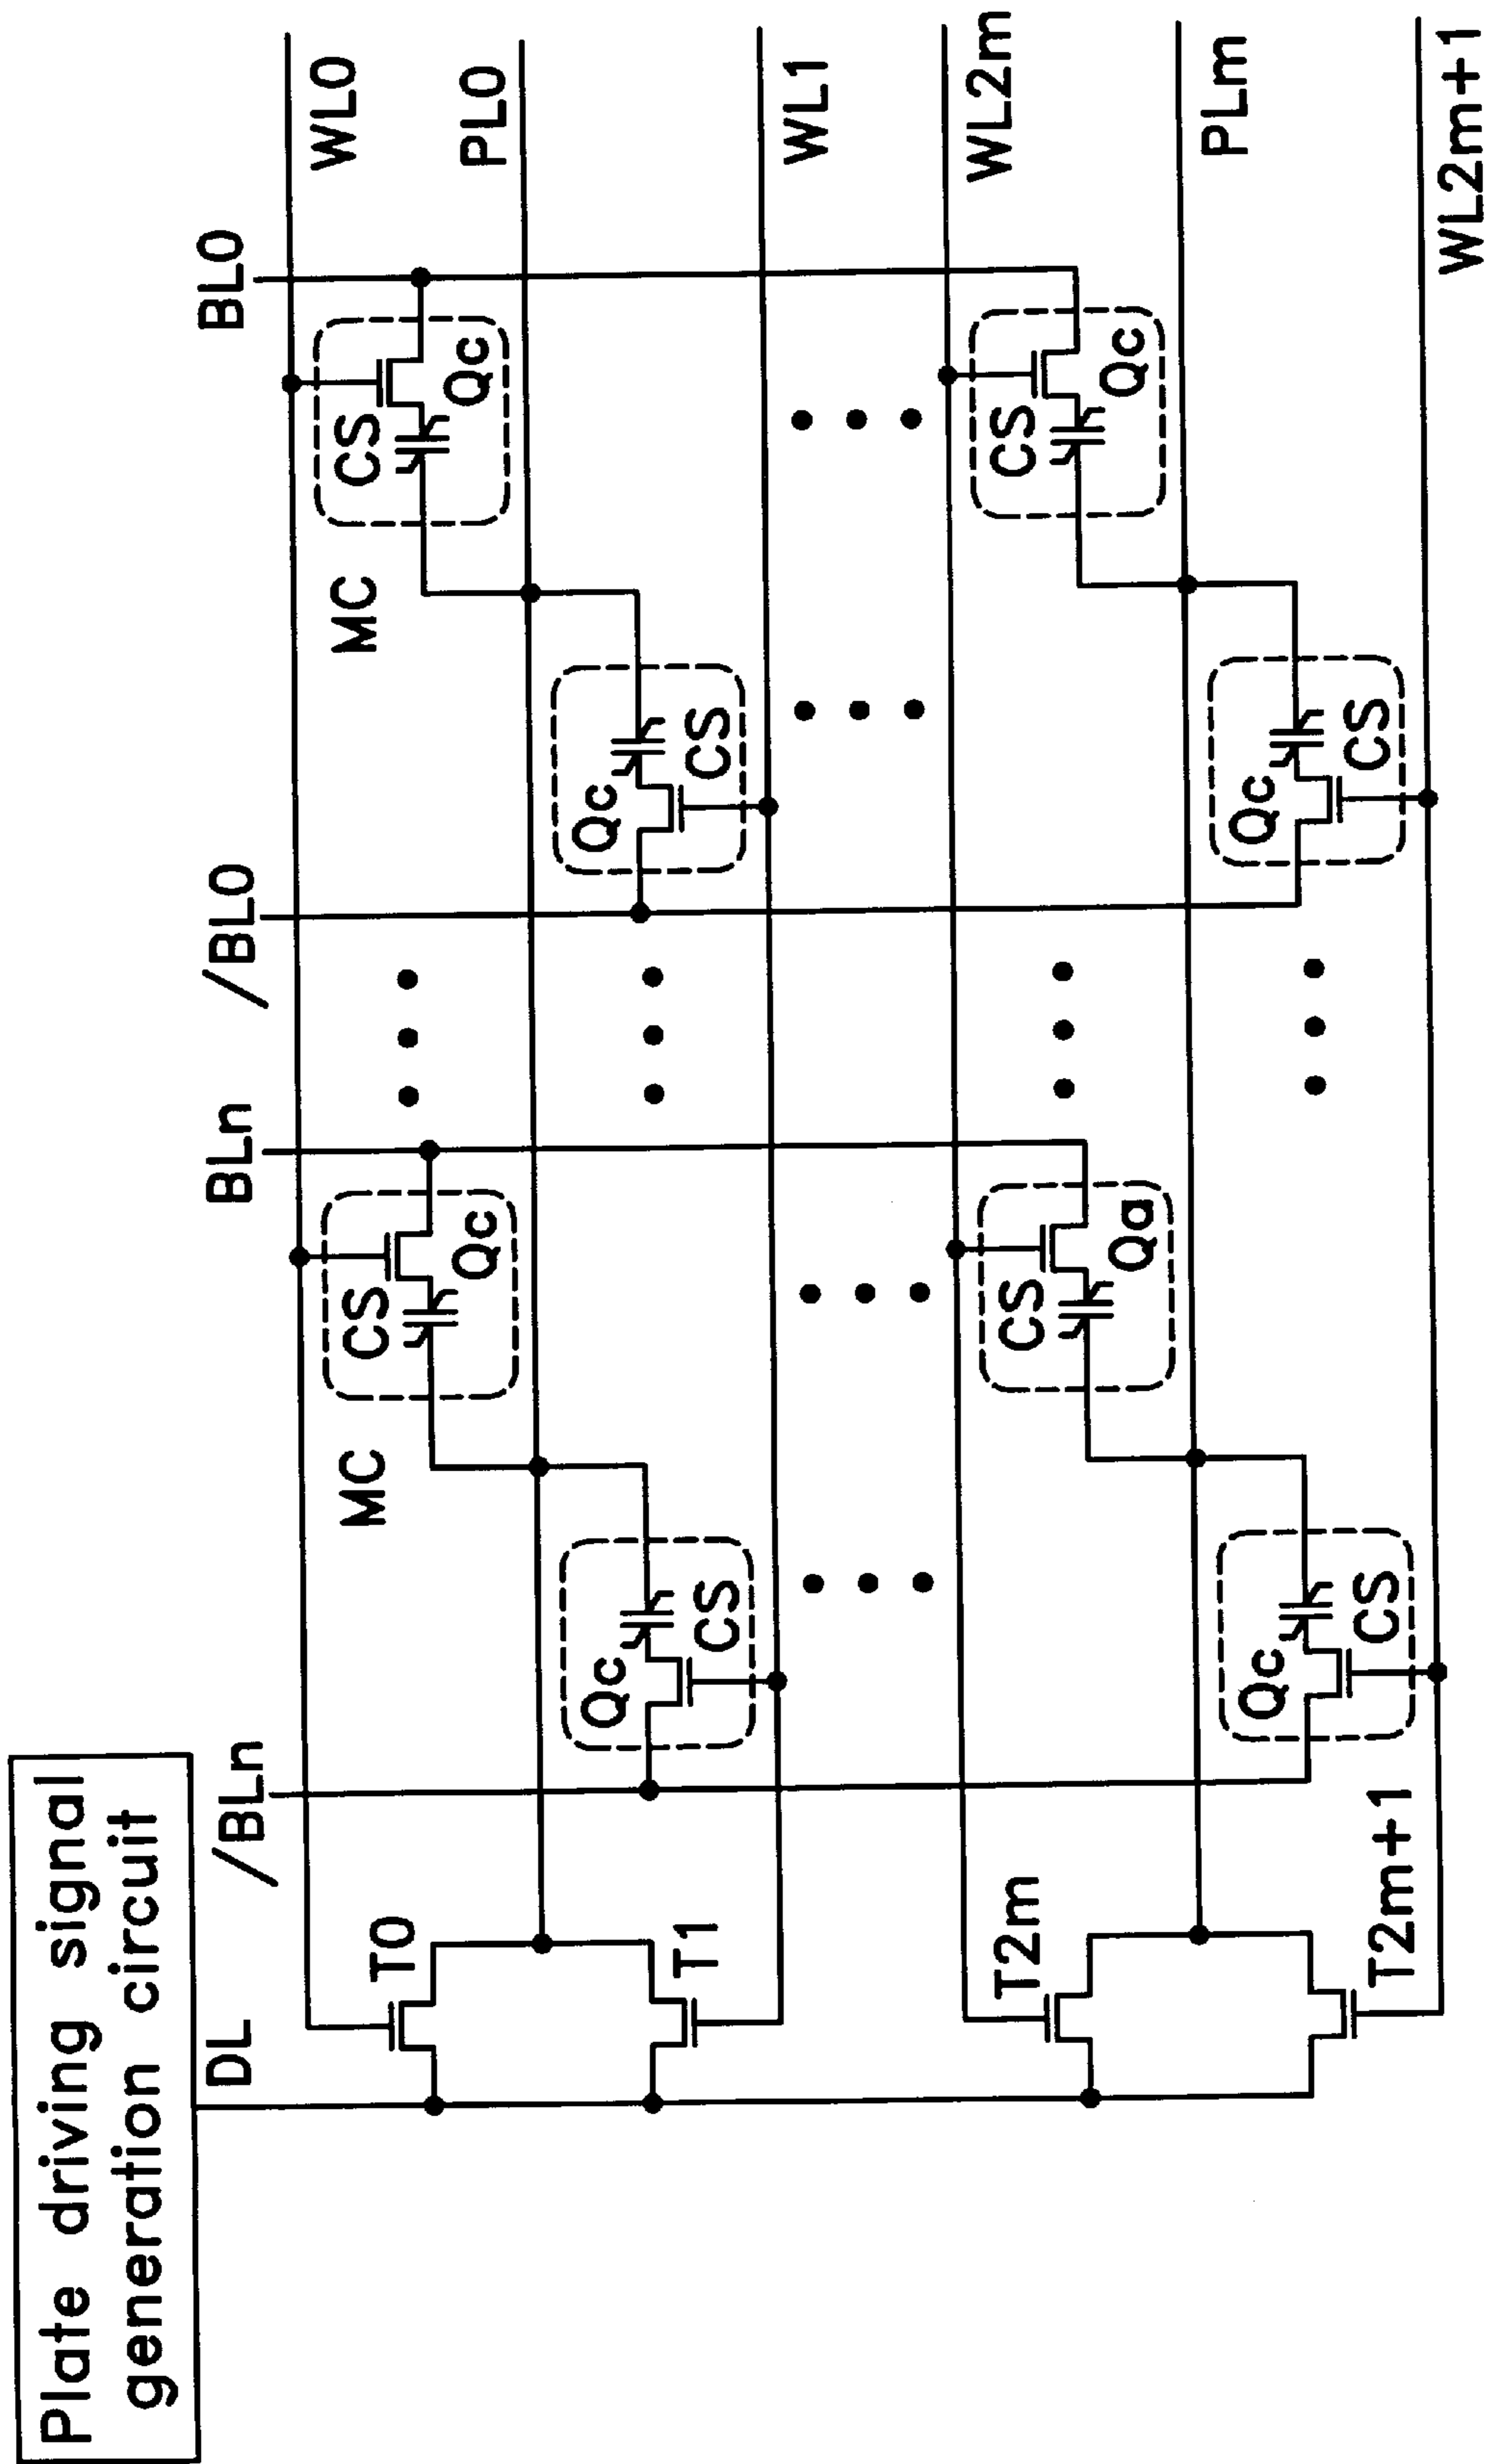 Plate driving signal
generation circuit
DL
/BLn
BLn
/BL0
BL0
WL0
T0
MC
CS
MC
CS
Qc
Qc
PL0
Qc
Qc
T1
CS
CS
WL1
T2m
CS
CS
WL2m
Qa
Qc
PLm
Qc
Qc
T2m+1
CS
CS
WL2m+1